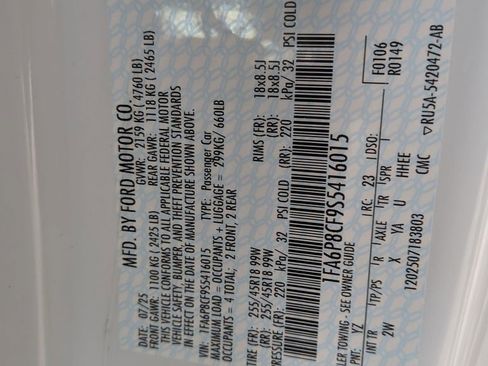 MFD. BY FORD MOTOR CO.
07/25 GVWR: 2159 KG ( 4760 LB)
FRONT GAWR: 1100 KG ( 2425 LB) REAR GAWR: 1118 KG ( 2465 LB)
THIS VEHICLE CONFORMS TO ALL APPLICABLE FEDERAL MOTOR
VEHICLE SAFETY, BUMPER, AND THEFT PREVENTION STANDARDS
IN EFFECT ON THE DATE OF MANUFACTURE SHOWN ABOVE.
VIN: 1FA6P8CF9S5416015 TYPE: Passenger Car
MAXIMUM LOAD = OCCUPANTS + LUGGAGE = 299KG/ 660LB
OCCUPANTS = 4 TOTAL; 2 FRONT, 2 REAR
TIRE (FR): 255/45R18 99W RIMS (FR): 18x8.5J
(RR): 255/45R18 99W (RR): 18x8.5J
PRESSURE (FR): 220 kPa/ 32 PSI COLD (RR): 220 kPa/ 32 PSI COLD
1FA6P8CF9S5416015
LER TOWING - SEE OWNER GUIDE F0106
PNT: YZ RC: 23 DSO: R0149
INT TR TP/PS R AXLE TR SPR
2W X YA U HHEE
120250718 3803 CMC ▽RU5A-5420472-AB